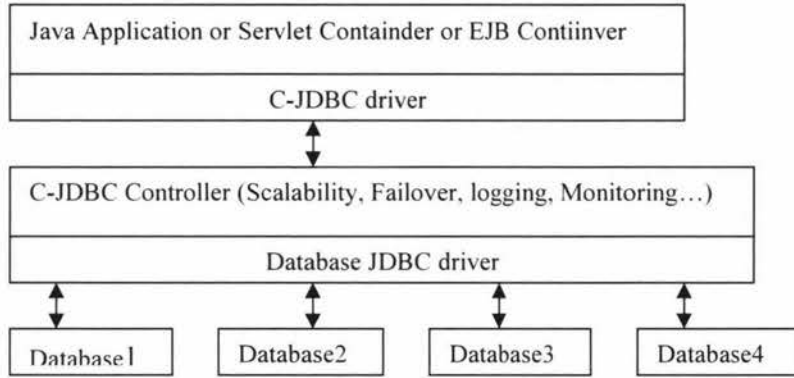 Java Application or Servlet Containder or EJB Contiinver
C-JDBC driver
C-JDBC Controller (Scalability, Failover, logging, Monitoring…)
Database JDBC driver
Database1 Database2 Database3 Database4